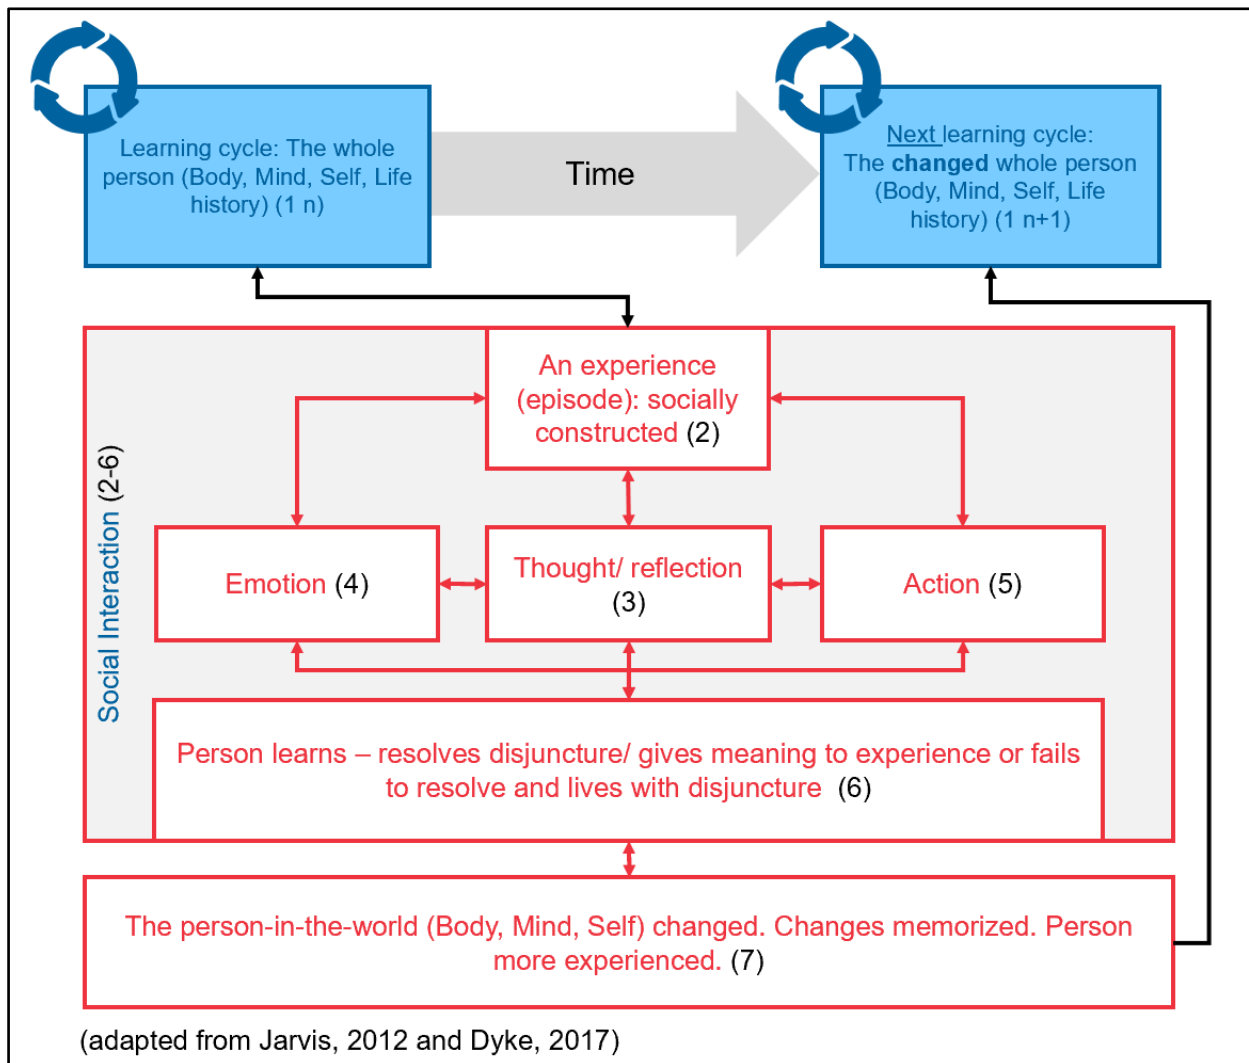 Learning cycle: The whole
person (Body, Mind, Self, Life
history) (1 n)
Time
Next learning cycle:
The changed whole person
(Body, Mind, Self, Life
history) (1 n+1)
Social Interaction (2-6)
An experience
(episode): socially
constructed (2)
Emotion (4)
Thought/ reflection
(3)
Action (5)
Person learns – resolves disjuncture/ gives meaning to experience or fails
to resolve and lives with disjuncture (6)
The person-in-the-world (Body, Mind, Self) changed. Changes memorized. Person
more experienced. (7)
(adapted from Jarvis, 2012 and Dyke, 2017)